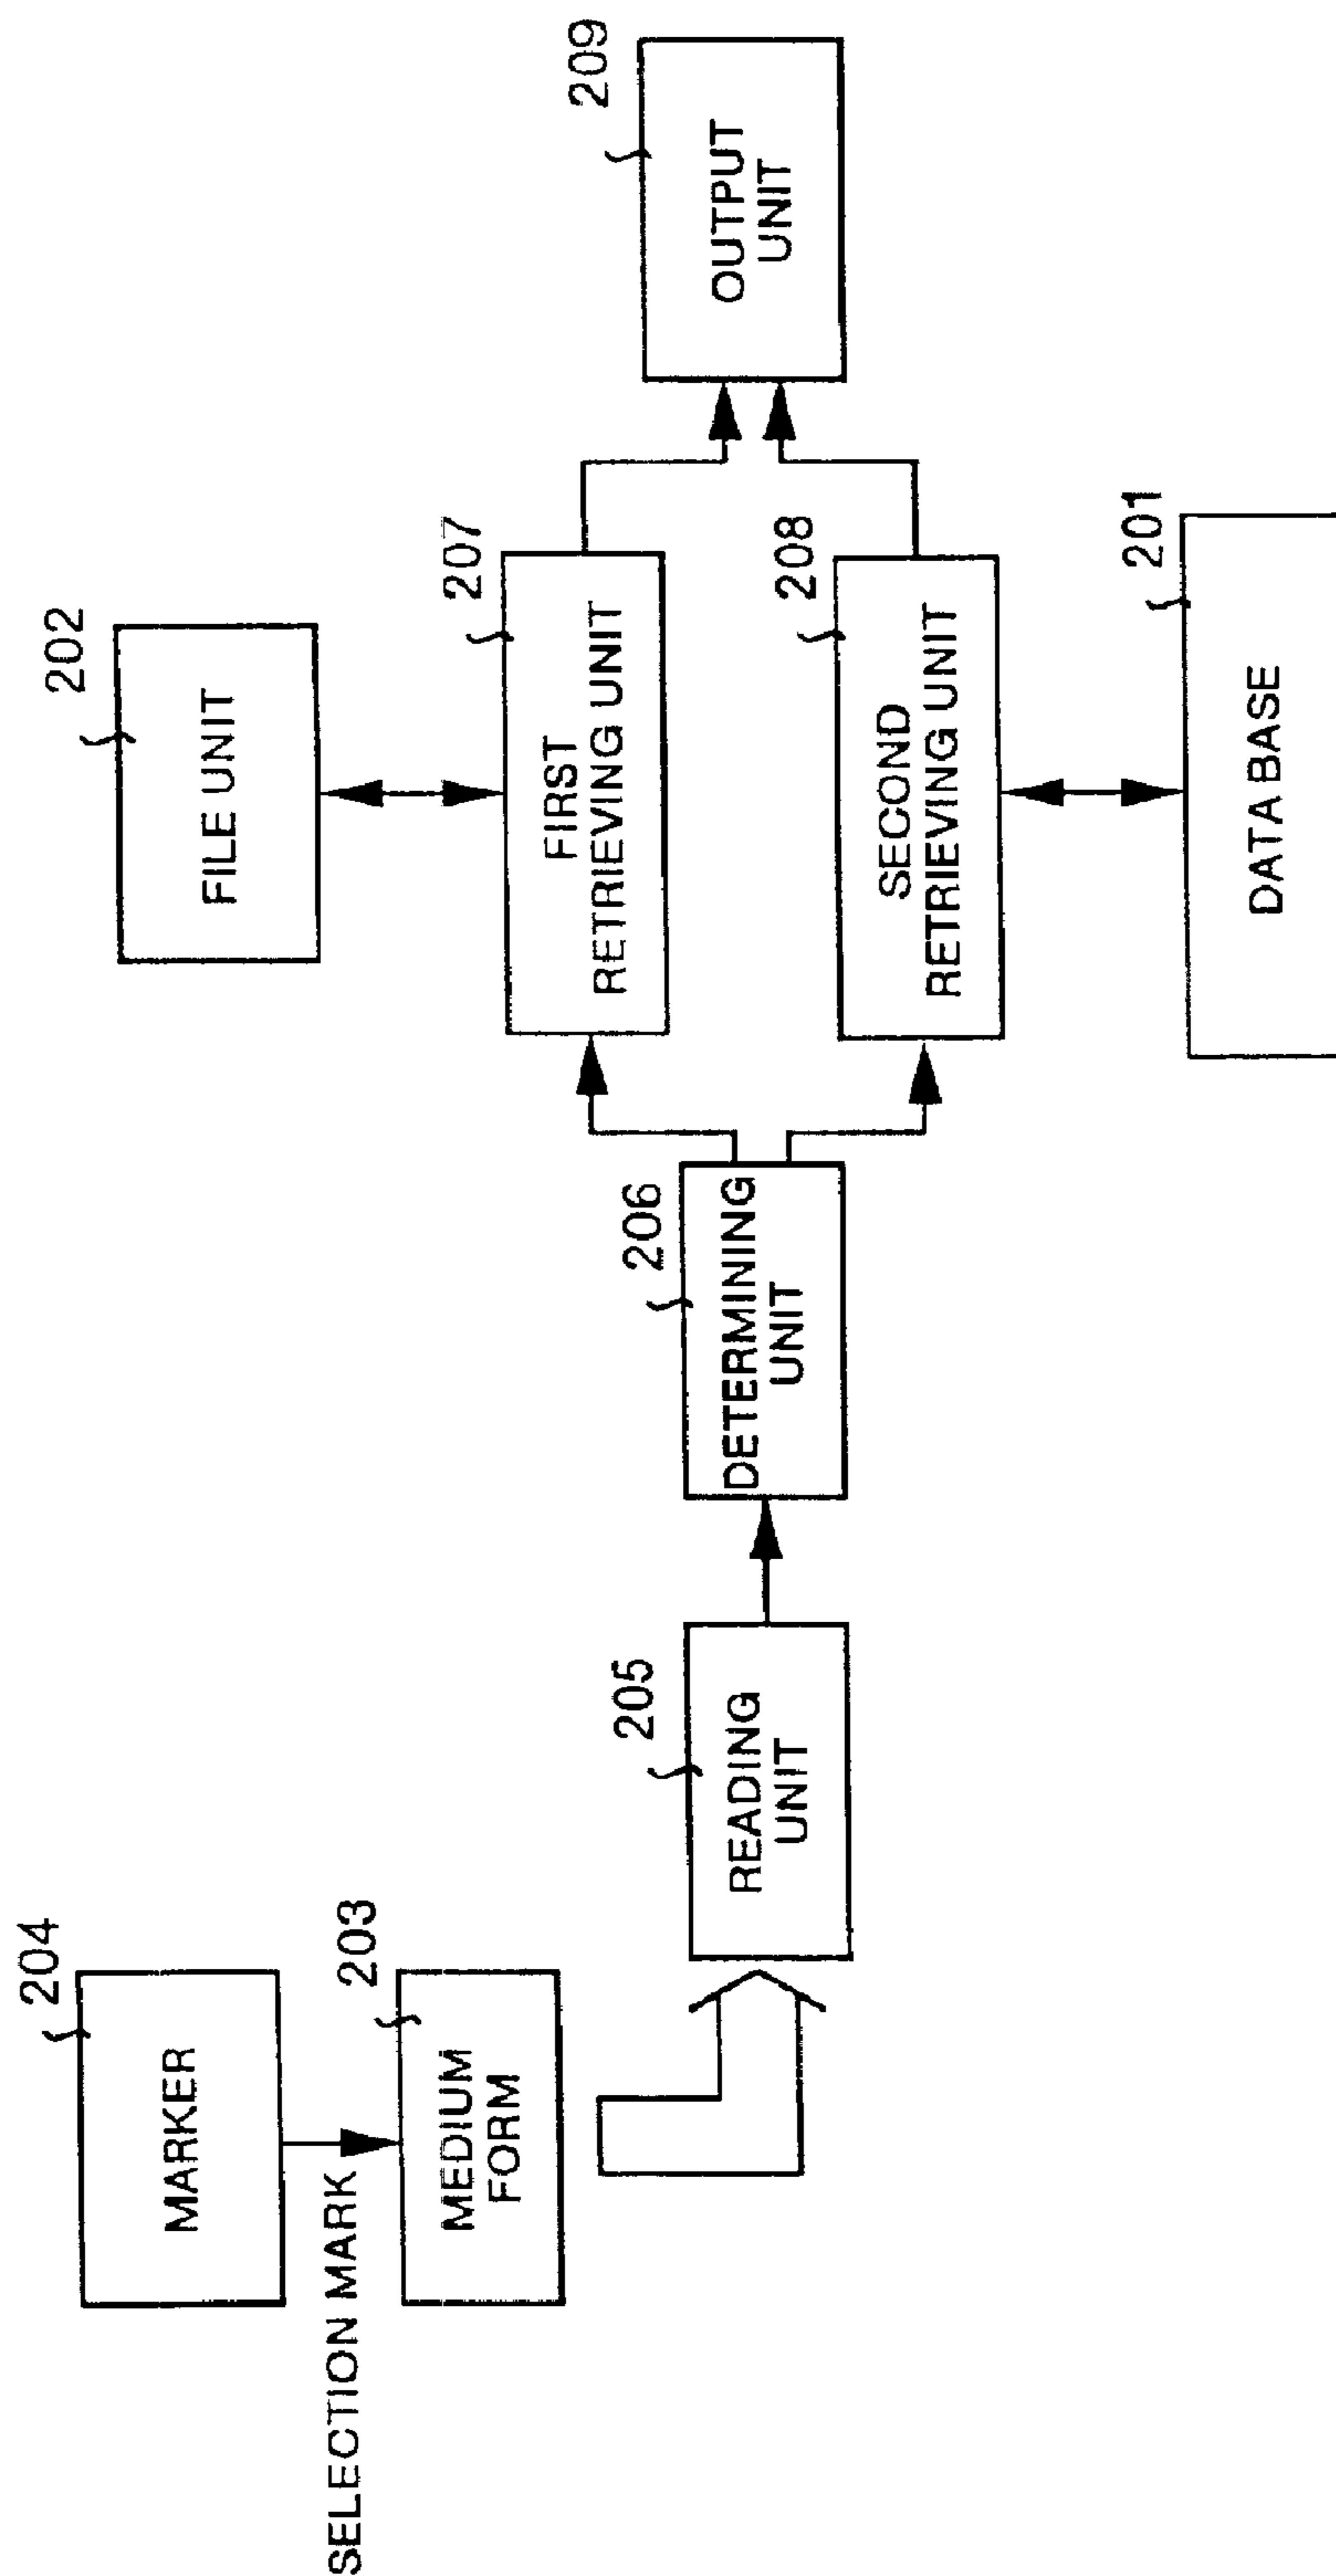 204
MARKER
SELECTION MARK
203
MEDIUM
FORM
205
READING
UNIT
206
DETERMINING
UNIT
202
FILE UNIT
207
FIRST
RETRIEVING UNIT
208
SECOND
RETRIEVING UNIT
201
DATA BASE
209
OUTPUT
UNIT